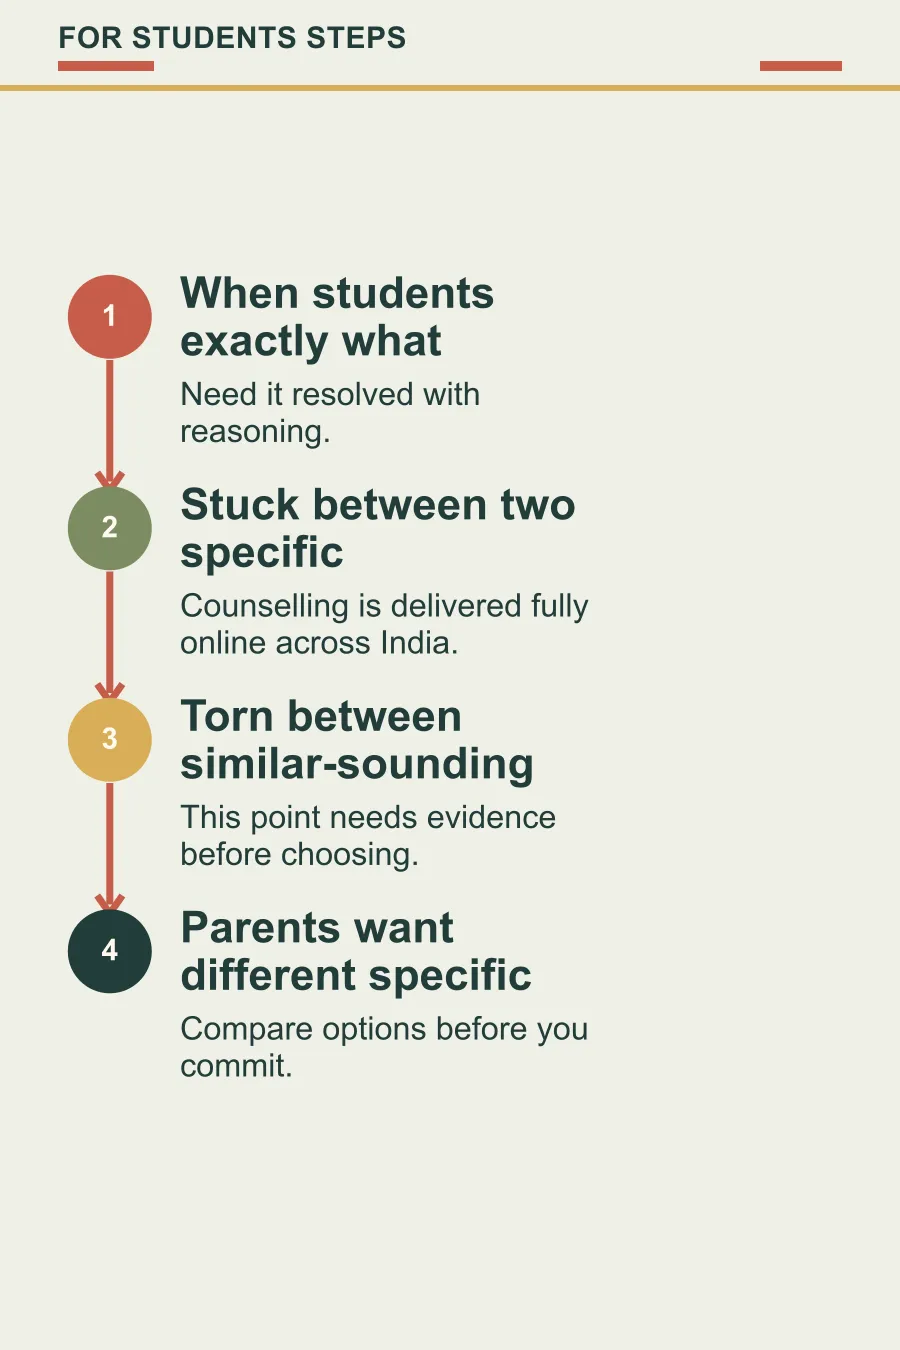 FOR STUDENTS STEPS
1
When students
exactly what
Need it resolved with
reasoning.
2
Stuck between two
specific
Counselling is delivered fully
online across India.
3
Torn between
similar-sounding
This point needs evidence
before choosing.
4
Parents want
different specific
Compare options before you
commit.